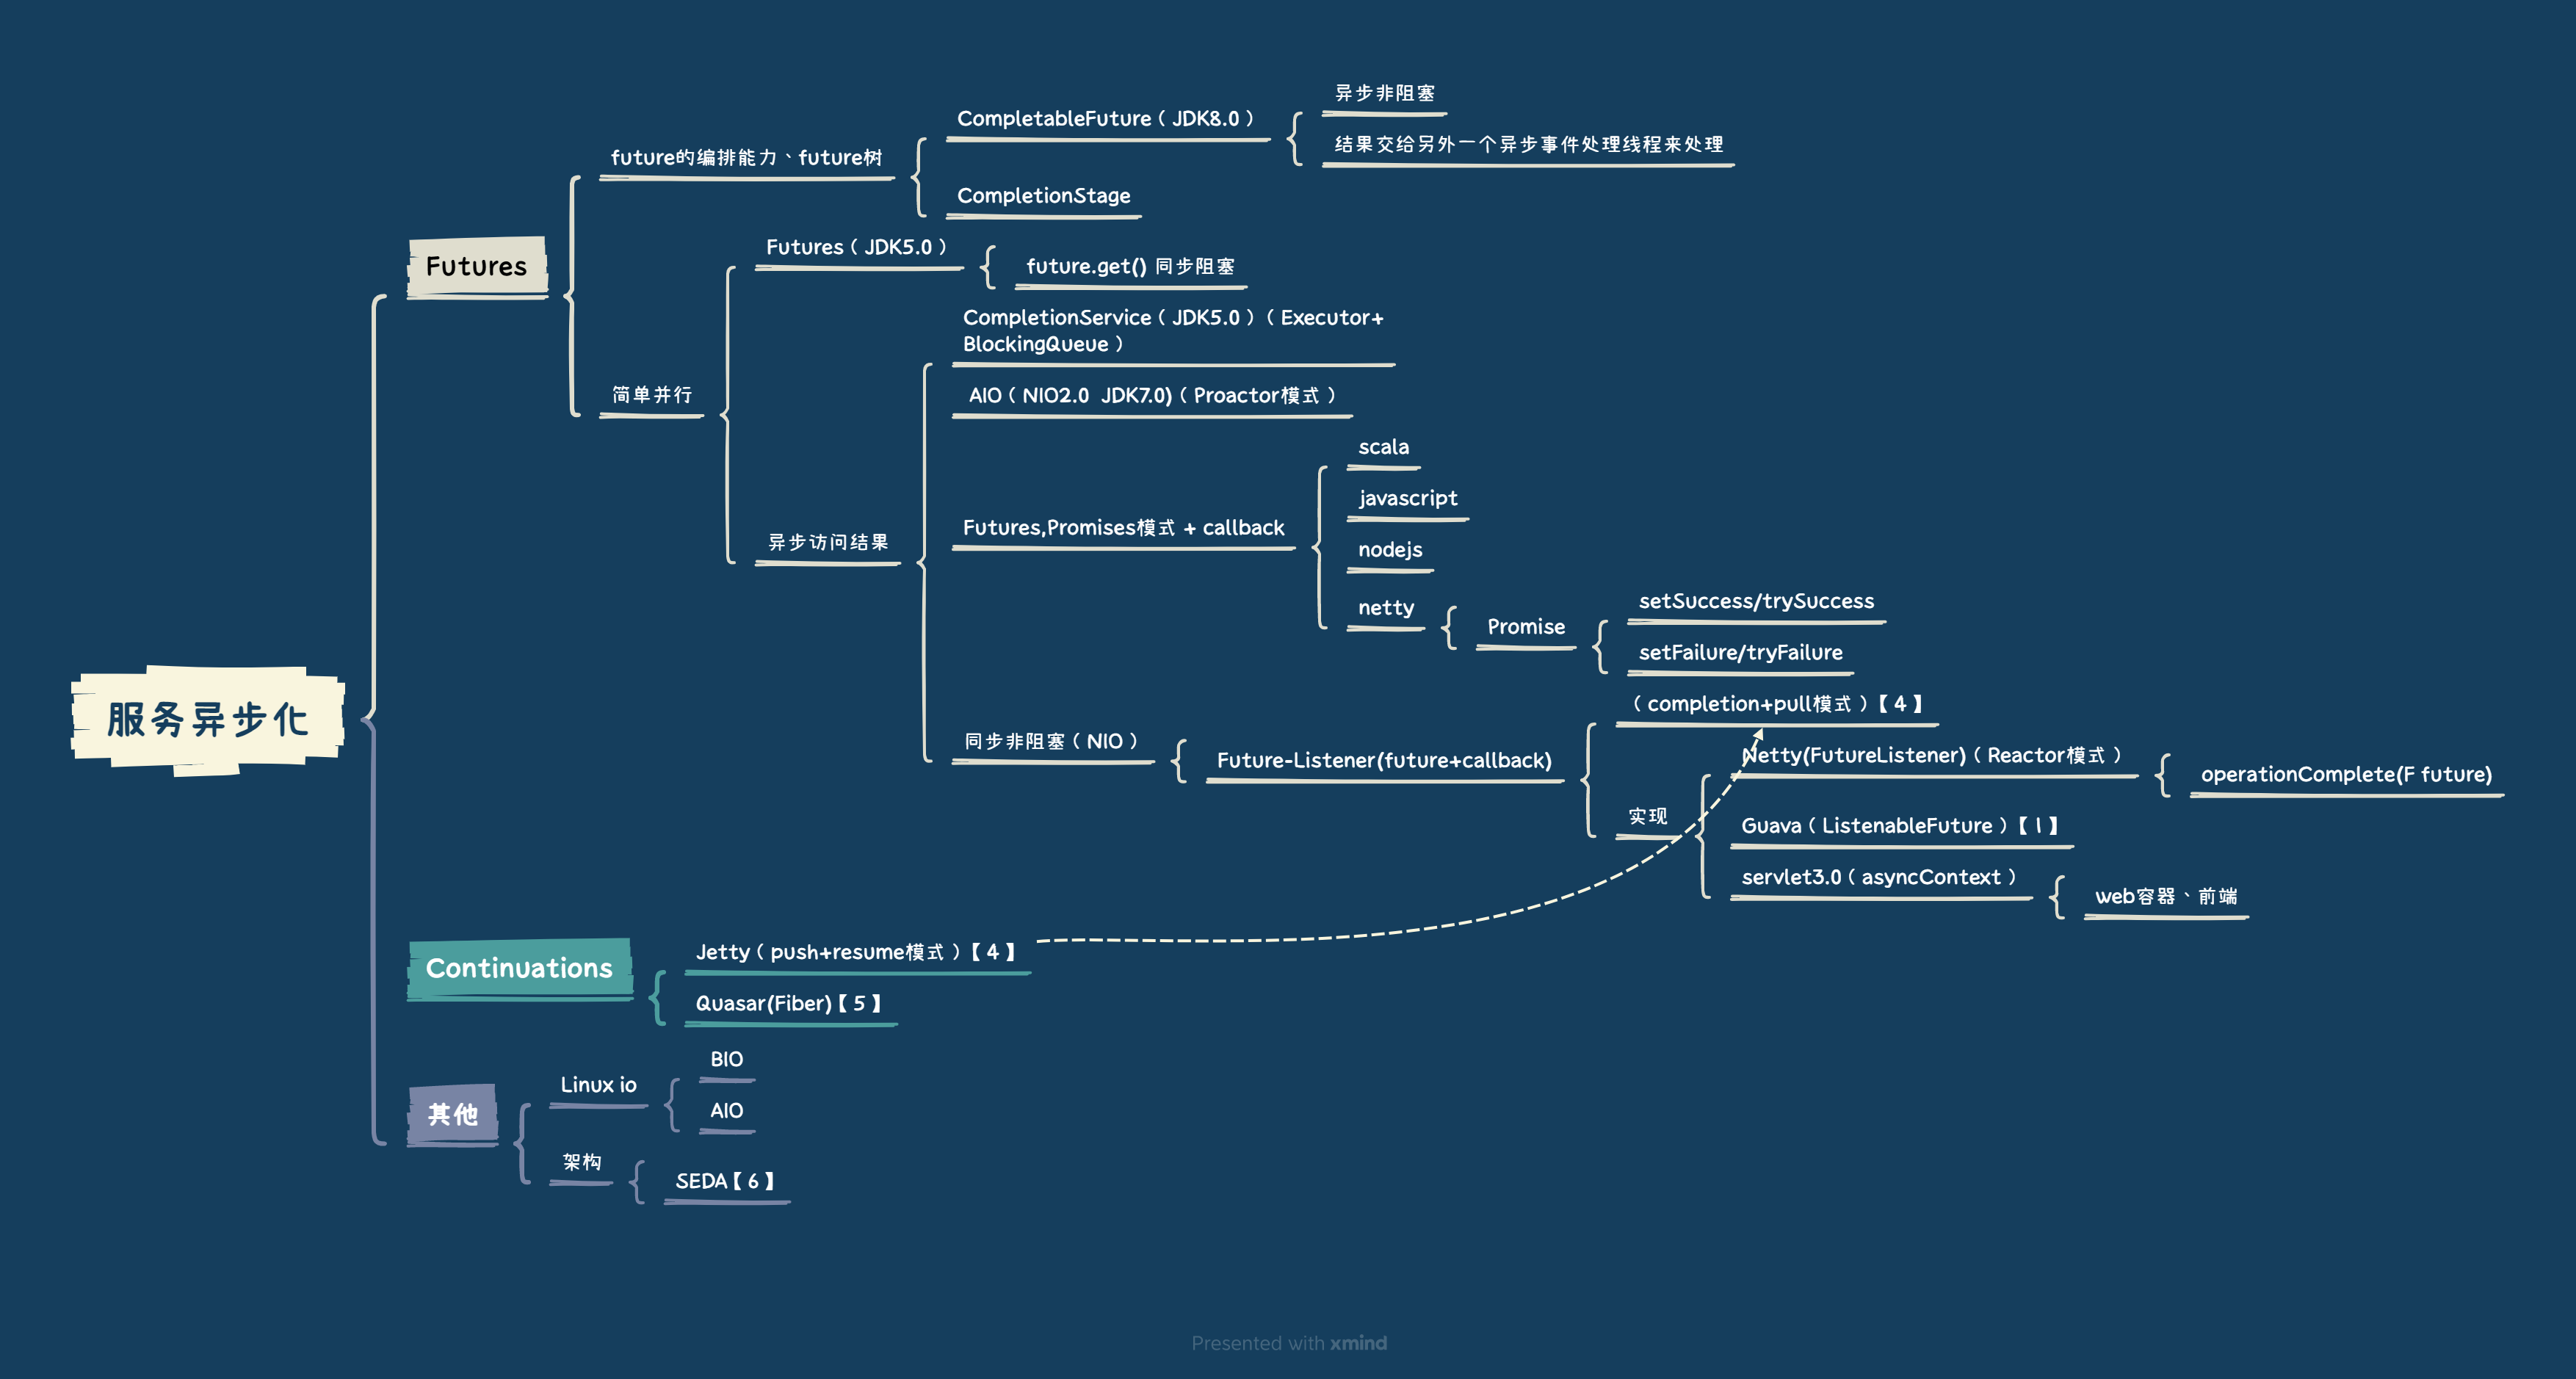 服务异步化
Futures
future的编排能力、future树
CompletableFuture（JDK8.0）
异步非阻塞
结果交给另外一个异步事件处理线程来处理
CompletionStage
简单并行
Futures（JDK5.0）
future.get() 同步阻塞
异步访问结果
CompletionService（JDK5.0）（Executor+
BlockingQueue）
AIO（NIO2.0  JDK7.0)（Proactor模式）
Futures,Promises模式 + callback
scala
javascript
nodejs
netty
Promise
setSuccess/trySuccess
setFailure/tryFailure
同步非阻塞（NIO）
Future-Listener(future+callback)
（completion+pull模式）【4】
实现
Netty(FutureListener)（Reactor模式）
operationComplete(F future)
Guava（ListenableFuture）【1】
servlet3.0（asyncContext）
web容器、前端
Continuations
Jetty（push+resume模式）【4】
Quasar(Fiber)【5】
其他
Linux io
BIO
AIO
架构
SEDA【6】
Presented with xmind